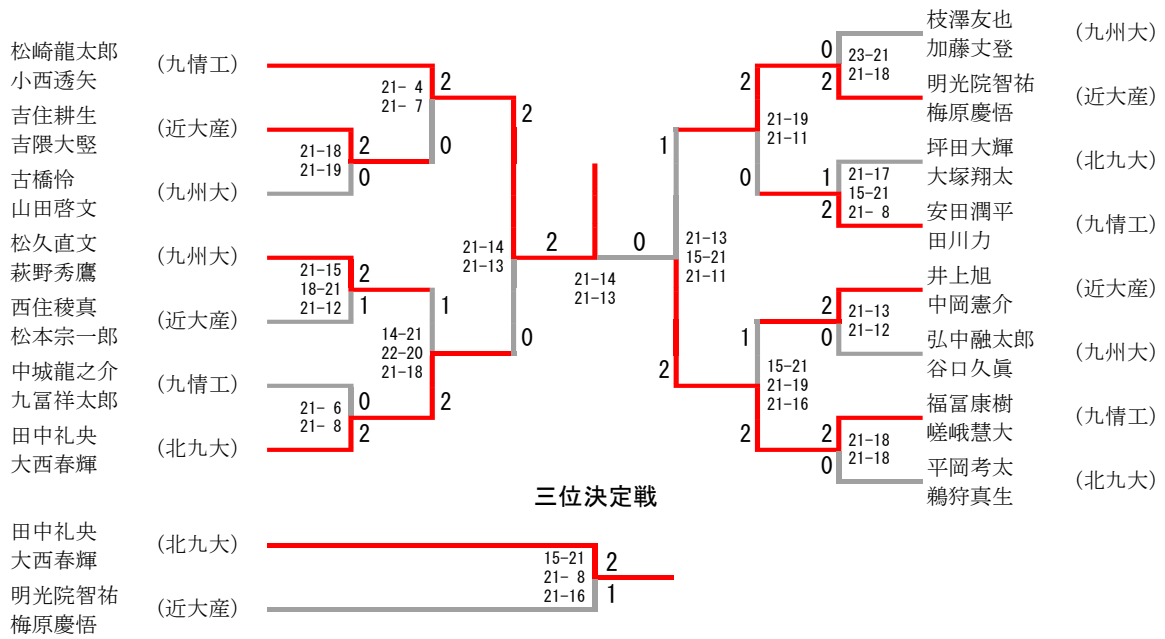 松崎龍太郎
小西透矢
(九情工)
吉住耕生
吉隈大堅
(近大産)
古橋怜
山田啓文
(九州大)
松久直文
萩野秀鷹
(九州大)
西住稜真
松本宗一郎
(近大産)
中城龍之介
九冨祥太郎
(九情工)
田中礼央
大西春輝
(北九大)
21-18
21-19
2
0
21-15
18-21
21-12
2
1
21- 6
21- 8
0
2
21- 4
21- 7
2
0
14-21
22-20
21-18
1
2
21-14
21-13
2
0
2
21-14
21-13
0
21-13
15-21
21-11
1
2
21-19
21-11
2
0
15-21
21-19
21-16
1
2
23-21
21-18
0
2
21-17
15-21
21- 8
1
2
21-13
21-12
2
0
21-18
21-18
2
0
枝澤友也
加藤丈登
(九州大)
明光院智祐
梅原慶悟
(近大産)
坪田大輝
大塚翔太
(北九大)
安田潤平
田川力
(九情工)
井上旭
中岡憲介
(近大産)
弘中融太郎
谷口久眞
(九州大)
福冨康樹
嵯峨慧大
(九情工)
平岡考太
鵜狩真生
(北九大)
三位決定戦
田中礼央
大西春輝
(北九大)
明光院智祐
梅原慶悟
(近大産)
15-21
21- 8
21-16
2
1